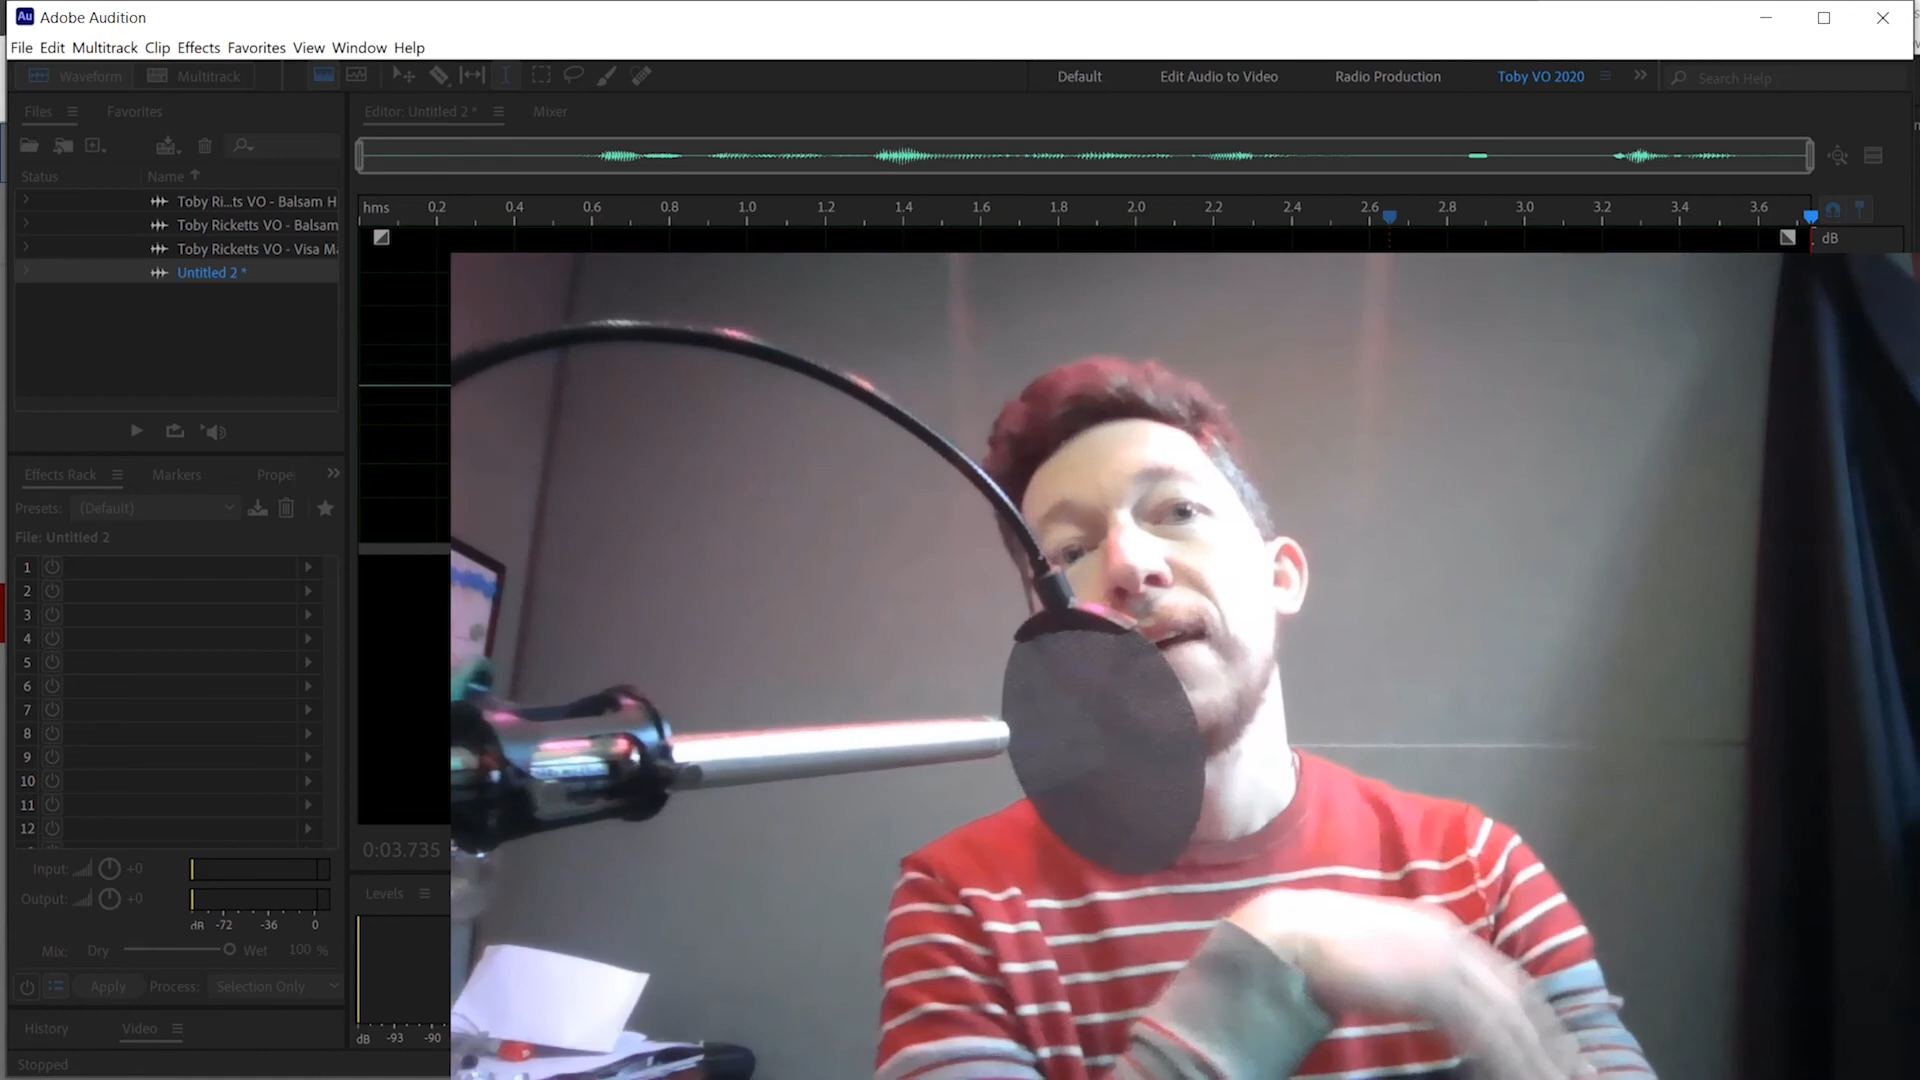 Au Adobe Audition
File Edit Multitrack Clip Effects Favorites View Window Help
Waveform Multitrack Default Edit Audio to Video Radio Production Toby VO 2020 Search Help
Files Favorites Editor: Untitled 2 * Mixer
Status Name
hms 0.2 0.4 0.6 0.8 1.0 1.2 1.4 1.6 1.8 2.0 2.2 2.4 2.6 2.8 3.0 3.2 3.4 3.6
Toby Ri...ts VO - Balsam H
Toby Ricketts VO - Balsam
Toby Ricketts VO - Visa Ma
Untitled 2 *
dB
Effects Rack Markers Prope
Presets: (Default)
File: Untitled 2
1
2
3
4
5
6
7
8
9
10
11
12
0:03.735
Input: +0
Output: +0
Levels
dB -72 -36 0
Mix: Dry Wet 100 %
Apply Process: Selection Only
History Video
dB -93 -90
Stopped